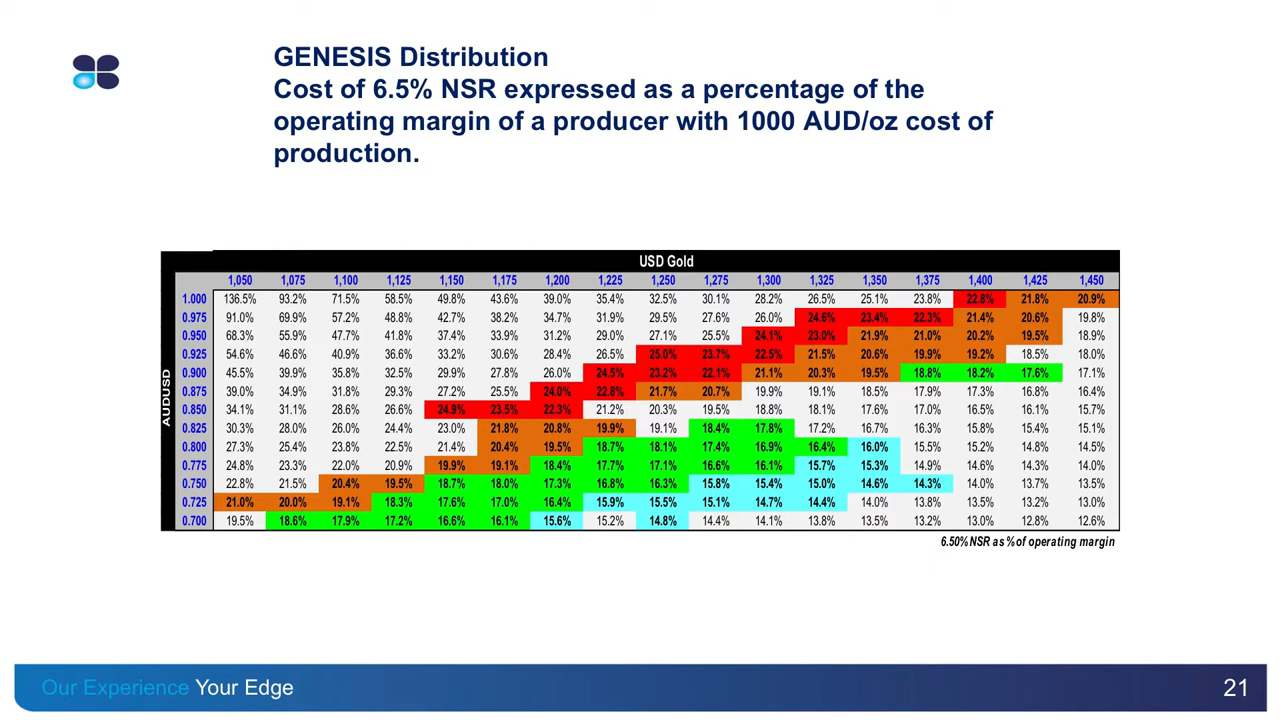 GENESIS Distribution
Cost of 6.5% NSR expressed as a percentage of the
operating margin of a producer with 1000 AUD/oz cost of
production.
USD Gold
1,050 1,075 1,100 1,125 1,150 1,175 1,200 1,225 1,250 1,275 1,300 1,325 1,350 1,375 1,400 1,425 1,450
AUDUSD
1.000 136.5% 93.2% 71.5% 58.5% 49.8% 43.6% 39.0% 35.4% 32.5% 30.1% 28.2% 26.5% 25.1% 23.8% 22.8% 21.8% 20.9%
0.975 91.0% 69.9% 57.2% 48.8% 42.7% 38.2% 34.7% 31.9% 29.5% 27.6% 26.0% 24.6% 23.4% 22.3% 21.4% 20.6% 19.8%
0.950 68.3% 55.9% 47.7% 41.8% 37.4% 33.9% 31.2% 29.0% 27.1% 25.5% 24.1% 23.0% 21.9% 21.0% 20.2% 19.5% 18.9%
0.925 54.6% 46.6% 40.9% 36.6% 33.2% 30.6% 28.4% 26.5% 25.0% 23.7% 22.5% 21.5% 20.6% 19.9% 19.2% 18.5% 18.0%
0.900 45.5% 39.9% 35.8% 32.5% 29.9% 27.8% 26.0% 24.5% 23.2% 22.1% 21.1% 20.3% 19.5% 18.8% 18.2% 17.6% 17.1%
0.875 39.0% 34.9% 31.8% 29.3% 27.2% 25.5% 24.0% 22.8% 21.7% 20.7% 19.9% 19.1% 18.5% 17.9% 17.3% 16.8% 16.4%
0.850 34.1% 31.1% 28.6% 26.6% 24.9% 23.5% 22.3% 21.2% 20.3% 19.5% 18.8% 18.1% 17.6% 17.0% 16.5% 16.1% 15.7%
0.825 30.3% 28.0% 26.0% 24.4% 23.0% 21.8% 20.8% 19.9% 19.1% 18.4% 17.8% 17.2% 16.7% 16.3% 15.8% 15.4% 15.1%
0.800 27.3% 25.4% 23.8% 22.5% 21.4% 20.4% 19.5% 18.7% 18.1% 17.4% 16.9% 16.4% 16.0% 15.5% 15.2% 14.8% 14.5%
0.775 24.8% 23.3% 22.0% 20.9% 19.9% 19.1% 18.4% 17.7% 17.1% 16.6% 16.1% 15.7% 15.3% 14.9% 14.6% 14.3% 14.0%
0.750 22.8% 21.5% 20.4% 19.5% 18.7% 18.0% 17.3% 16.8% 16.3% 15.8% 15.4% 15.0% 14.6% 14.3% 14.0% 13.7% 13.5%
0.725 21.0% 20.0% 19.1% 18.3% 17.6% 17.0% 16.4% 15.9% 15.5% 15.1% 14.7% 14.4% 14.0% 13.8% 13.5% 13.2% 13.0%
0.700 19.5% 18.6% 17.9% 17.2% 16.6% 16.1% 15.6% 15.2% 14.8% 14.4% 14.1% 13.8% 13.5% 13.2% 13.0% 12.8% 12.6%
6.50% NSR as % of operating margin
Our Experience Your Edge
21